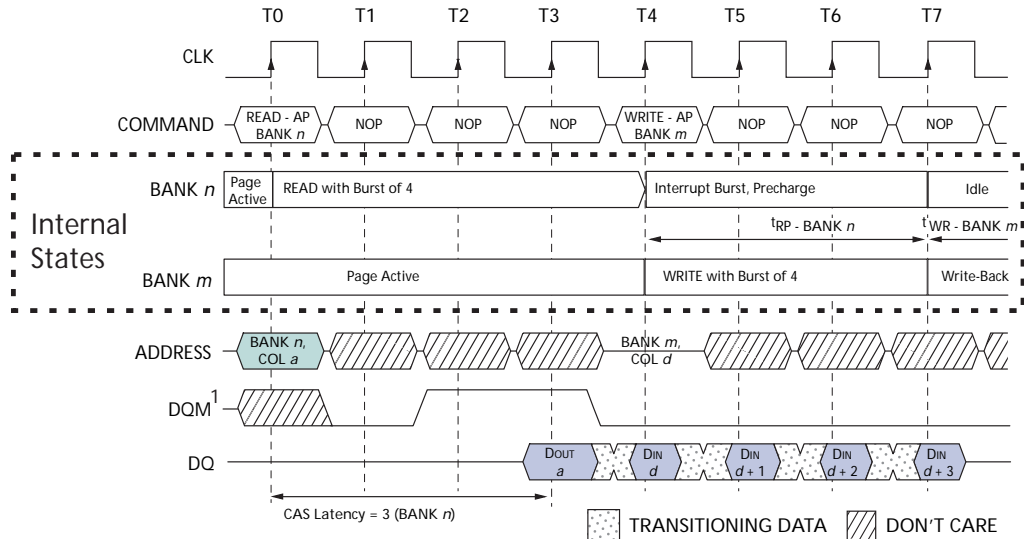 T0 T1 T2 T3 T4 T5 T6 T7
CLK
COMMAND
READ - AP
BANK n
NOP
NOP
NOP
WRITE - AP
BANK m
NOP
NOP
NOP
Internal
States
BANK n
Page
Active
READ with Burst of 4
Interrupt Burst, Precharge
Idle
tRP - BANK n
tWR - BANK m
BANK m
Page Active
WRITE with Burst of 4
Write-Back
ADDRESS
BANK n,
COL a
BANK m,
COL d
DQM1
DQ
DOUT
a
DIN
d
DIN
d + 1
DIN
d + 2
DIN
d + 3
CAS Latency = 3 (BANK n)
TRANSITIONING DATA
DON'T CARE